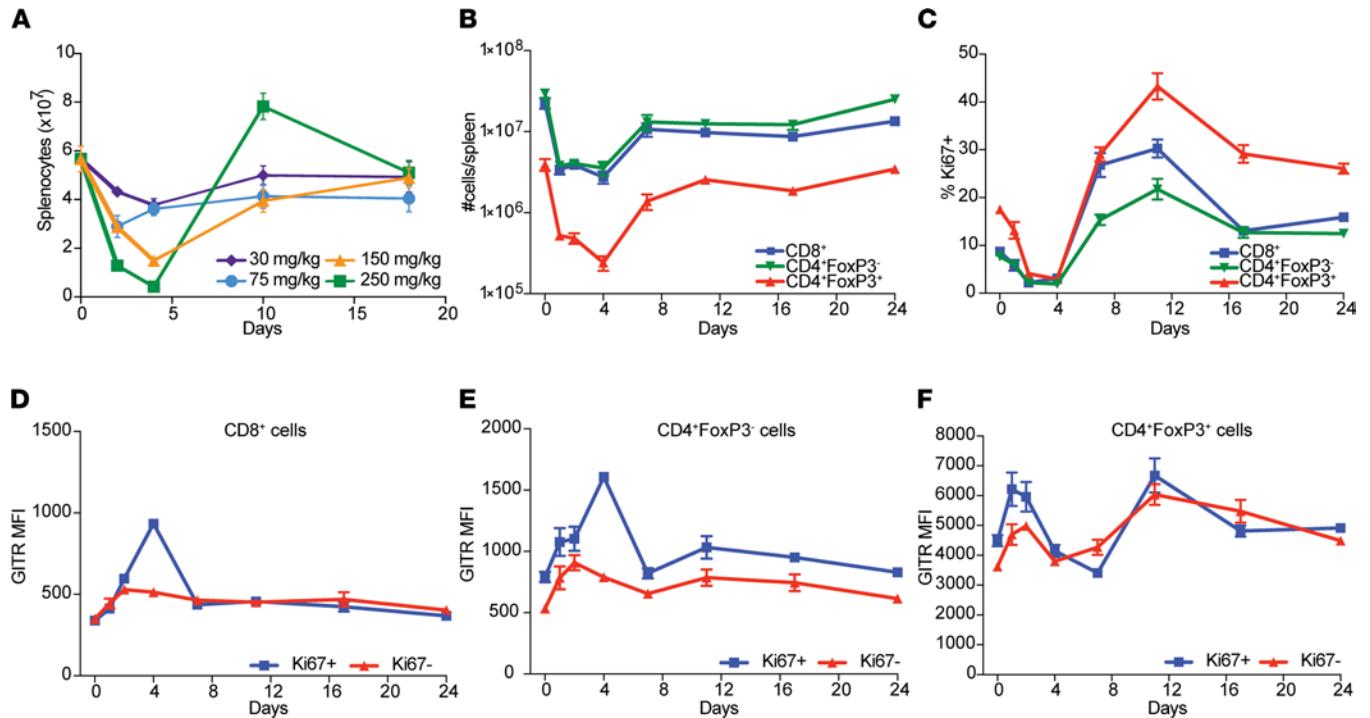 A
Splenocytes (x10⁷)
10
8
6
4
2
0
30 mg/kg 150 mg/kg
75 mg/kg 250 mg/kg
0 5 10 15 20
Days
B
#cells/spleen
1×10⁸
1×10⁷
1×10⁶
1×10⁵
CD8⁺
CD4⁺FoxP3⁻
CD4⁺FoxP3⁺
0 4 8 12 16 20 24
Days
C
% Ki67+
50
40
30
20
10
0
CD8⁺
CD4⁺FoxP3⁻
CD4⁺FoxP3⁺
0 4 8 12 16 20 24
Days
D
CD8⁺ cells
GITR MFI
1500
1000
500
0
Ki67+ Ki67-
0 4 8 12 16 20 24
Days
E
CD4⁺FoxP3⁻ cells
GITR MFI
2000
1500
1000
500
0
Ki67+ Ki67-
0 4 8 12 16 20 24
Days
F
CD4⁺FoxP3⁺ cells
GITR MFI
8000
7000
6000
5000
4000
3000
2000
1000
0
Ki67+ Ki67-
0 4 8 12 16 20 24
Days